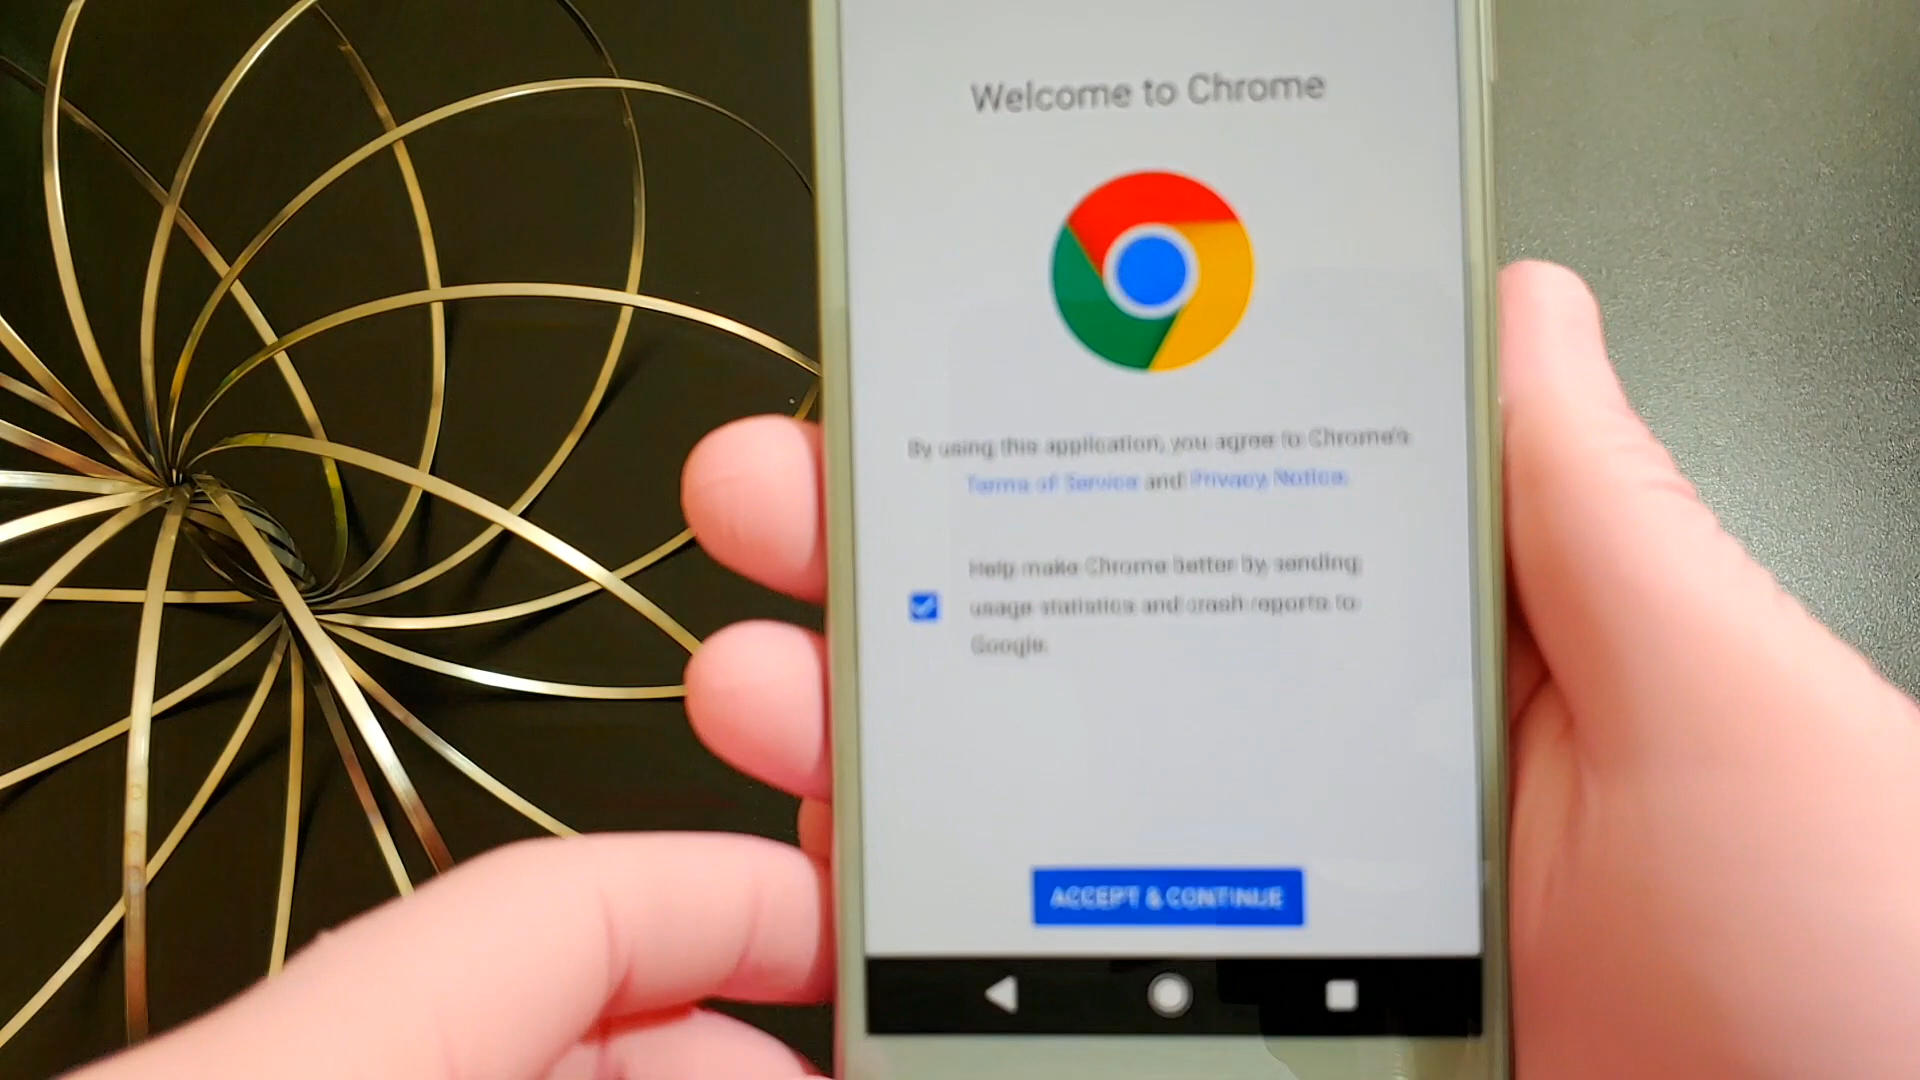 Welcome to Chrome
By using this application, you agree to Chrome's
Terms of Service and Privacy Notice.
Help make Chrome better by sending
usage statistics and crash reports to
Google.
ACCEPT & CONTINUE